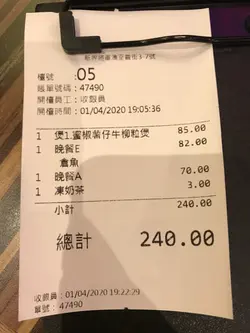 檯號 :05
賬單號碼 : 47490
開檯員工 : 收銀員
開檯時間 : 01/04/2020 19:05:36
1 煲1.蜜椒薯仔牛柳粒煲 85.00
1 晚餐E 82.00
倉魚
1 晚餐A 70.00
1 凍奶茶 3.00
小計 240.00
總計 240.00
收銀員 : 01/04/2020 19:22:29
單號 : 47490